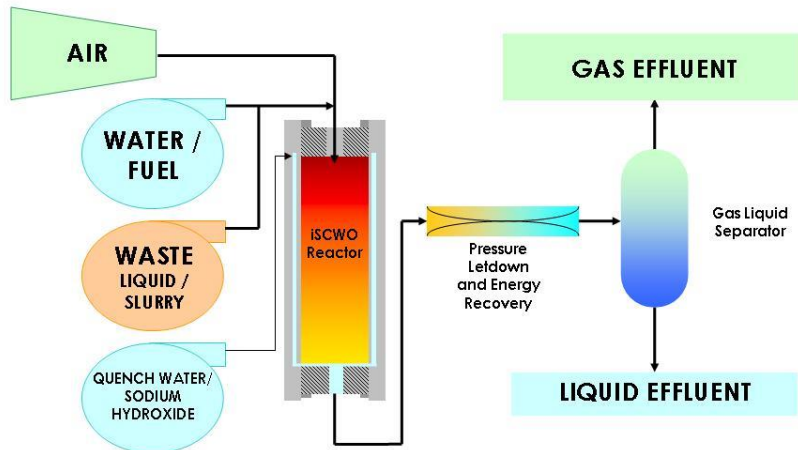 AIR
WATER /
FUEL
WASTE
LIQUID /
SLURRY
QUENCH WATER/
SODIUM
HYDROXIDE
iSCWO
Reactor
Pressure
Letdown
and Energy
Recovery
GAS EFFLUENT
Gas Liquid
Separator
LIQUID EFFLUENT